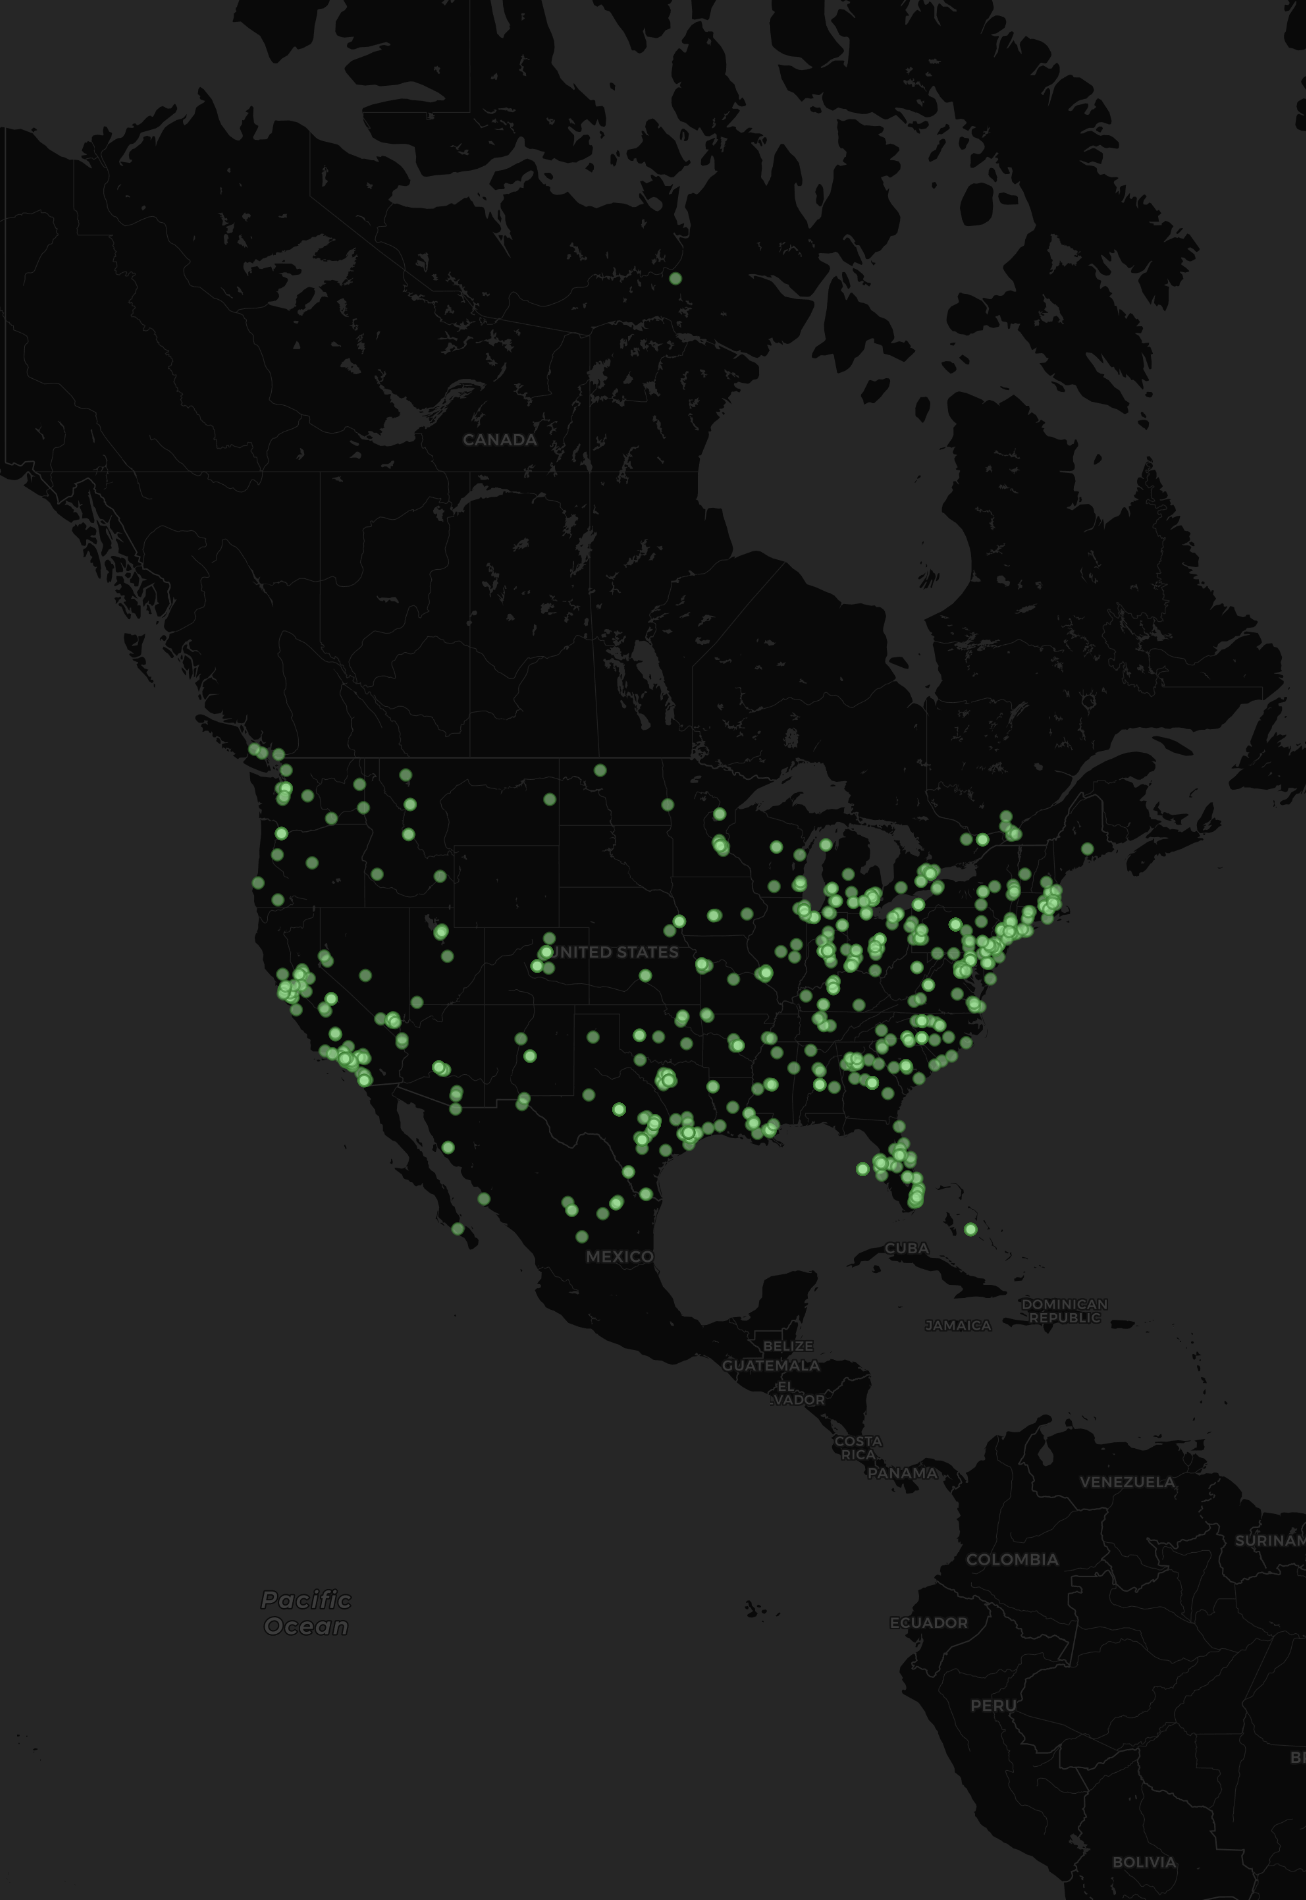 CANADA
UNITED STATES
MEXICO
CUBA
DOMINICAN
REPUBLIC
JAMAICA
BELIZE
GUATEMALA
EL
VADOR
COSTA
RICA
PANAMA
VENEZUELA
SURINAM
COLOMBIA
Pacific
Ocean
ECUADOR
PERU
B
BOLIVIA